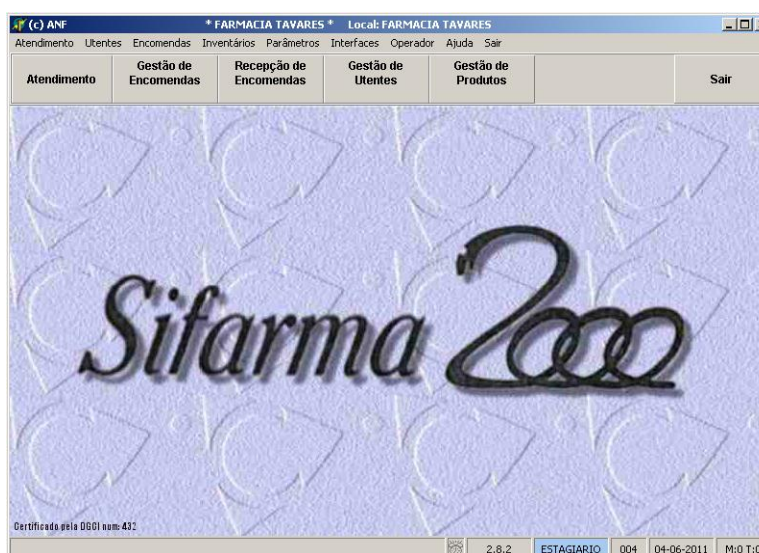 (c) ANF * FARMACIA TAVARES * Local: FARMACIA TAVARES
Atendimento Utentes Encomendas Inventários Parâmetros Interfaces Operador Ajuda Sair
Atendimento
Gestão de
Encomendas
Recepção de
Encomendas
Gestão de
Utentes
Gestão de
Produtos
Sair
Sifarma 2000
Certificado pela DGCI num: 432
2.8.2 ESTAGIARIO 004 04-06-2011 M:0 T: